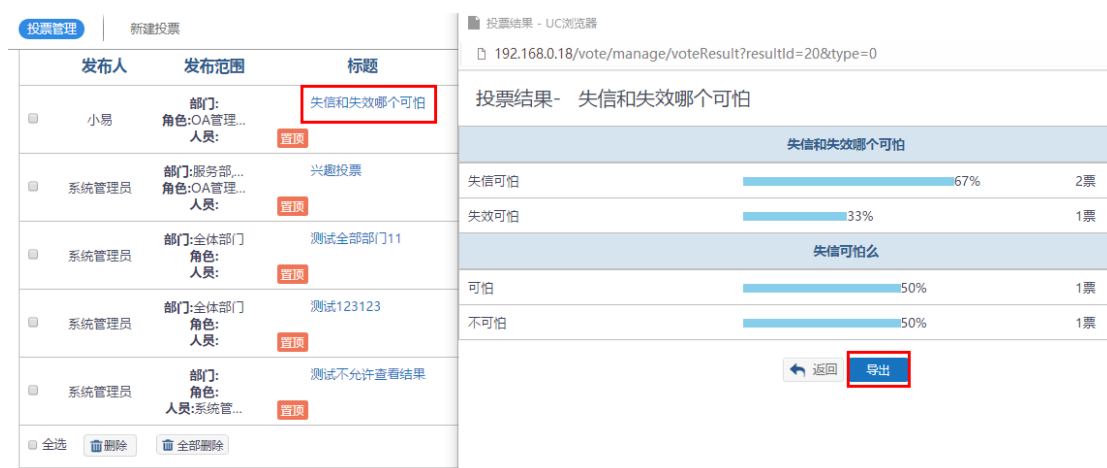 投票管理
新建投票
发布人 发布范围 标题
小易
部门:
角色:OA管理...
人员:
失信和失效哪个可怕
置顶
系统管理员
部门:服务部,...
角色:OA管理...
人员:
兴趣投票
置顶
系统管理员
部门:全体部门
角色:
人员:
测试全部部门11
置顶
系统管理员
部门:全体部门
角色:
人员:
测试123123
置顶
系统管理员
部门:
角色:
人员:系统管...
测试不允许查看结果
置顶
全选 删除 全部删除
投票结果 - UC浏览器
192.168.0.18/vote/manage/voteResult?resultId=20&type=0
投票结果- 失信和失效哪个可怕
失信和失效哪个可怕
失信可怕 67% 2票
失效可怕 33% 1票
失信可怕么
可怕 50% 1票
不可怕 50% 1票
返回 导出